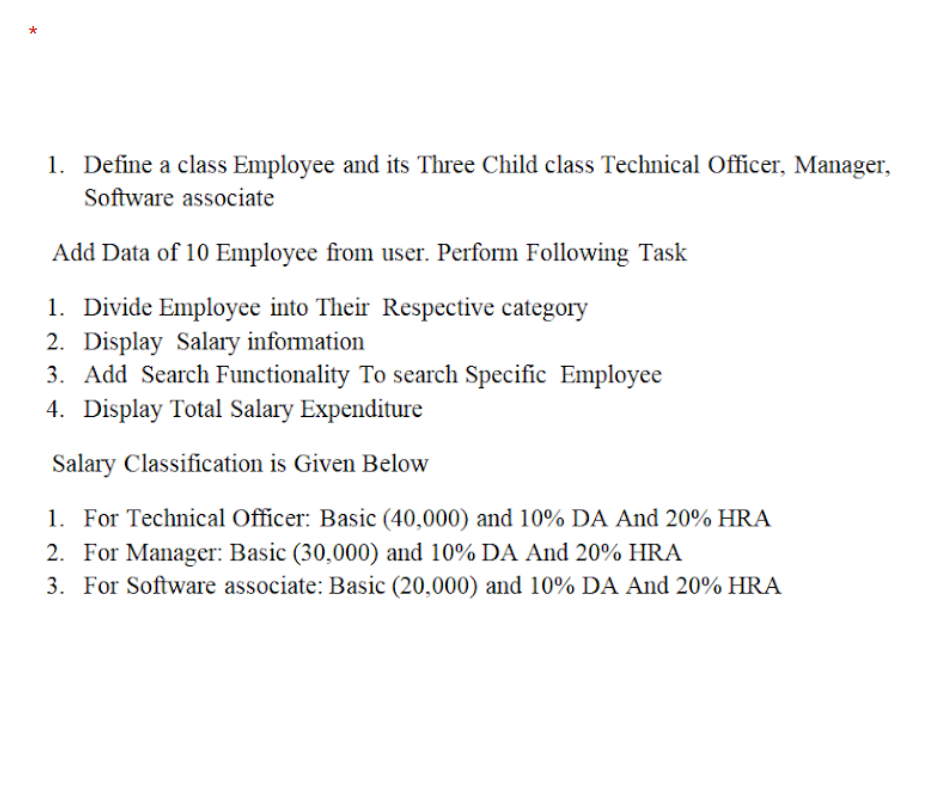 *
1. Define a class Employee and its Three Child class Technical Officer, Manager,
Software associate
Add Data of 10 Employee from user. Perform Following Task
1. Divide Employee into Their Respective category
2. Display Salary information
3. Add Search Functionality To search Specific Employee
4. Display Total Salary Expenditure
Salary Classification is Given Below
1. For Technical Officer: Basic (40,000) and 10% DA And 20% HRA
2. For Manager: Basic (30,000) and 10% DA And 20% HRA
3. For Software associate: Basic (20,000) and 10% DA And 20% HRA